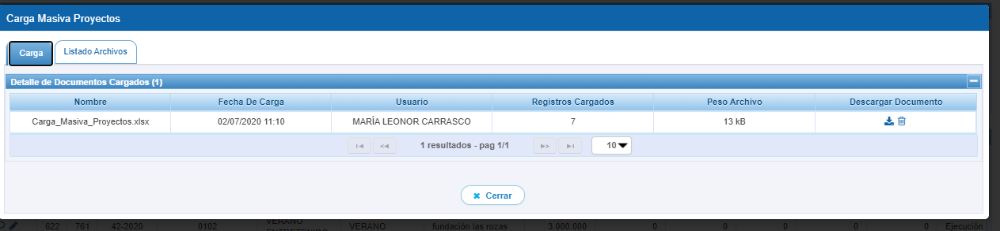 Carga Masiva Proyectos
Carga
Listado Archivos
Detalle de Documentos Cargados (1)
Nombre Fecha De Carga Usuario Registros Cargados Peso Archivo Descargar Documento
Carga_Masiva_Proyectos.xlsx 02/07/2020 11:10 MARÍA LEONOR CARRASCO 7 13 kB
1 resultados - pag 1/1 10
Cerrar
VERANO
622 761 42-2020 0102 VERANO fundación las rozas 3.000.000 0 0 0 0 0 Ejecución